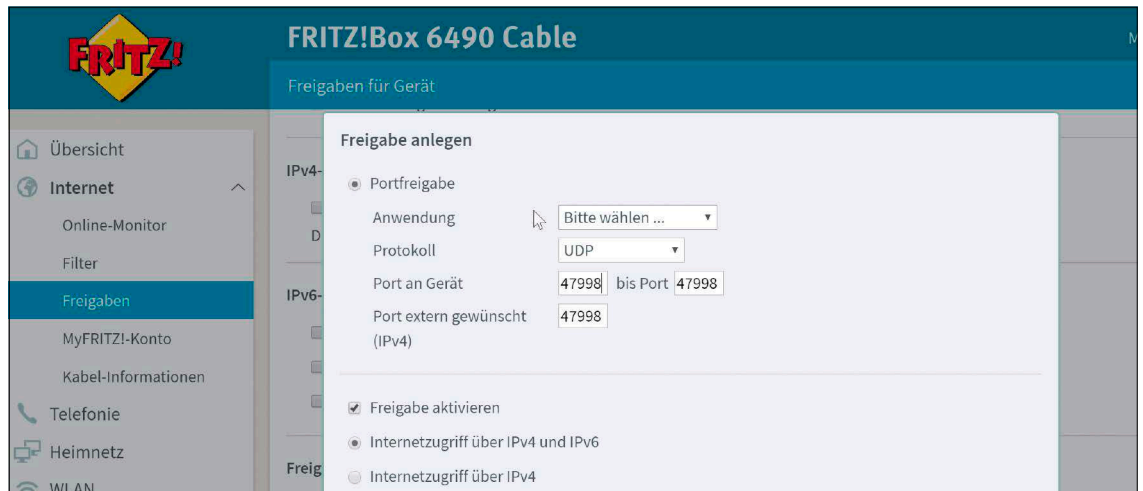 FRITZ!
FRITZ!Box 6490 Cable
M
Freigaben für Gerät
Übersicht
Internet
Online-Monitor
Filter
Freigaben
MyFRITZ!-Konto
Kabel-Informationen
Telefonie
Heimnetz
WLAN
IPv4-
D
IPv6-
Freig
Freigabe anlegen
Portfreigabe
Anwendung Bitte wählen ...
Protokoll UDP
Port an Gerät 47998 bis Port 47998
Port extern gewünscht 47998
(IPv4)
Freigabe aktivieren
Internetzugriff über IPv4 und IPv6
Internetzugriff über IPv4